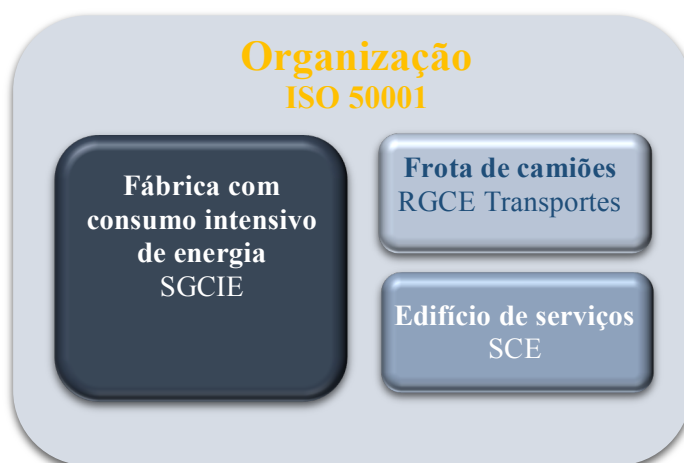 Organização
ISO 50001
Fábrica com
consumo intensivo
de energia
SGCIE
Frota de camiões
RGCE Transportes
Edifício de serviços
SCE